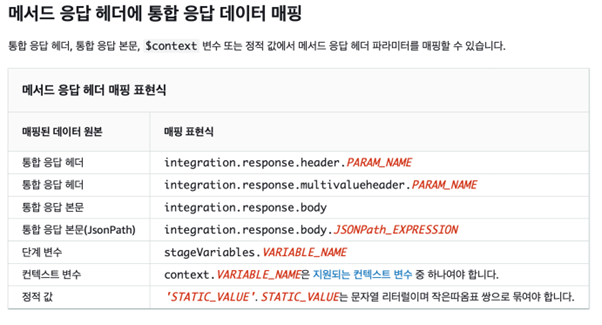 메서드 응답 헤더에 통합 응답 데이터 매핑
통합 응답 헤더, 통합 응답 본문, $context 변수 또는 정적 값에서 메서드 응답 헤더 파라미터를 매핑할 수 있습니다.
메서드 응답 헤더 매핑 표현식
매핑된 데이터 원본 매핑 표현식
통합 응답 헤더 integration.response.header.PARAM_NAME
통합 응답 헤더 integration.response.multivalueheader.PARAM_NAME
통합 응답 본문 integration.response.body
통합 응답 본문(JsonPath) integration.response.body.JSONPath_EXPRESSION
단계 변수 stageVariables.VARIABLE_NAME
컨텍스트 변수 context.VARIABLE_NAME은 지원되는 컨텍스트 변수 중 하나여야 합니다.
정적 값 'STATIC_VALUE'. STATIC_VALUE는 문자열 리터럴이며 작은따옴표 쌍으로 묶여야 합니다.